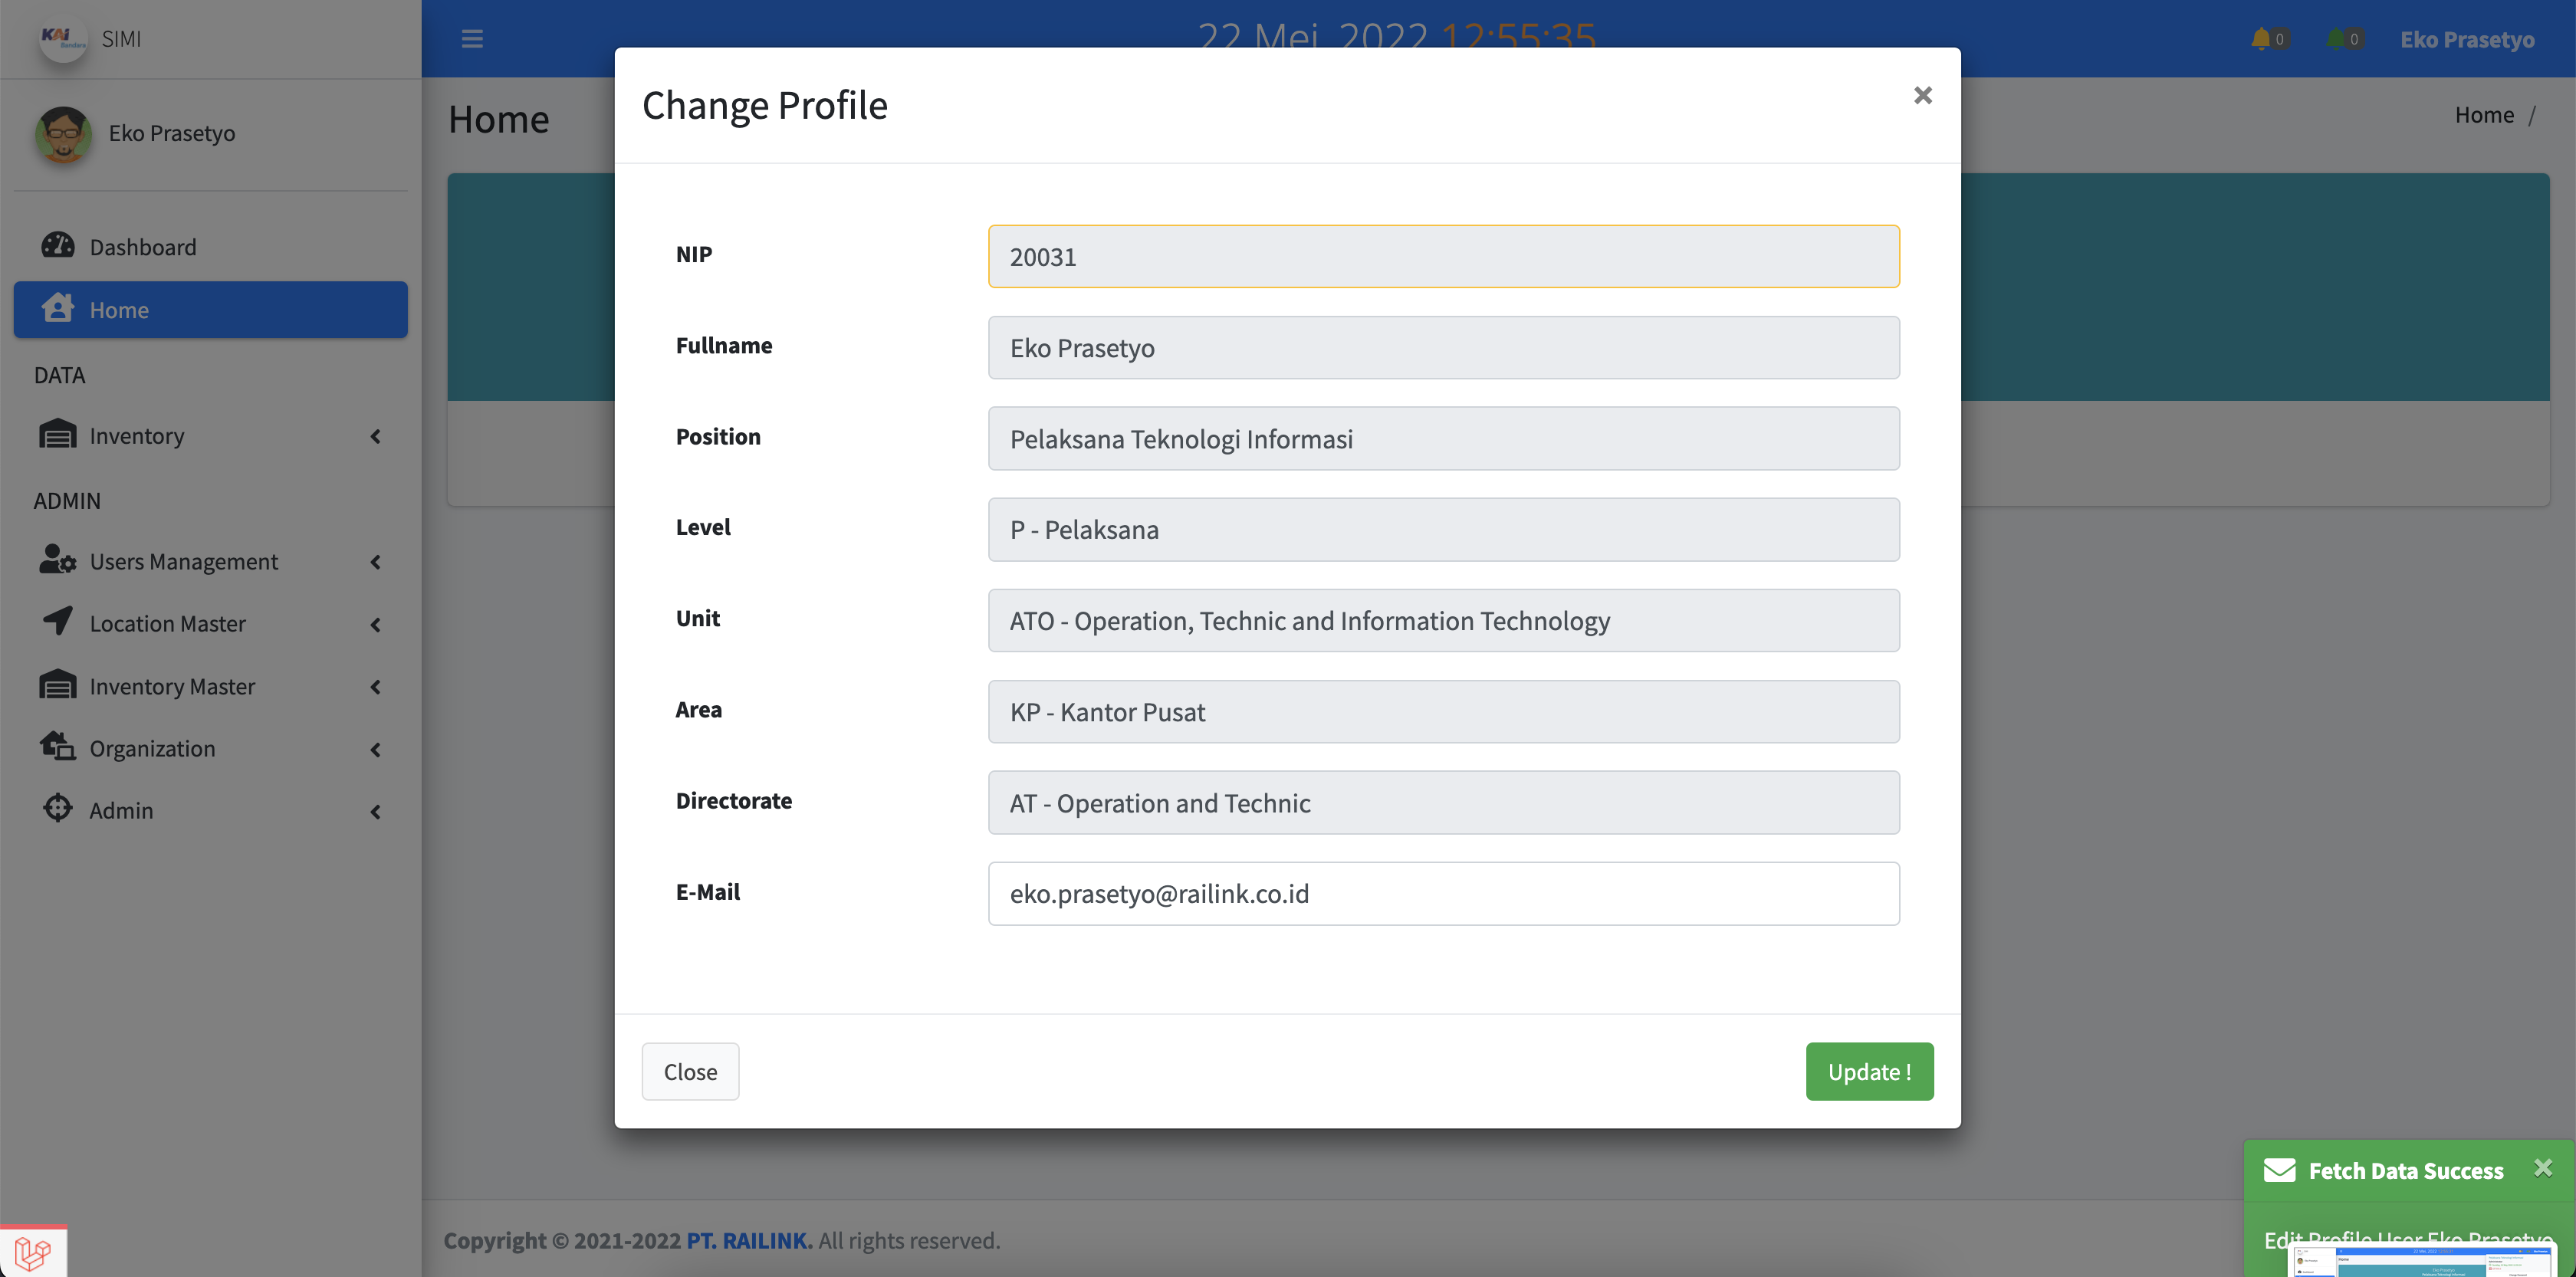 KAI Bandara
SIMI
22 Mei 2022 12:55:35
0
0
Eko Prasetyo
Eko Prasetyo
Dashboard
Home
DATA
Inventory
ADMIN
Users Management
Location Master
Inventory Master
Organization
Admin
Home
Home /
Change Profile
×
NIP
20031
Fullname
Eko Prasetyo
Position
Pelaksana Teknologi Informasi
Level
P - Pelaksana
Unit
ATO - Operation, Technic and Information Technology
Area
KP - Kantor Pusat
Directorate
AT - Operation and Technic
E-Mail
eko.prasetyo@railink.co.id
Close
Update !
Copyright © 2021-2022 PT. RAILINK. All rights reserved.
Fetch Data Success ×
Edit Profile User Eko Prasetyo